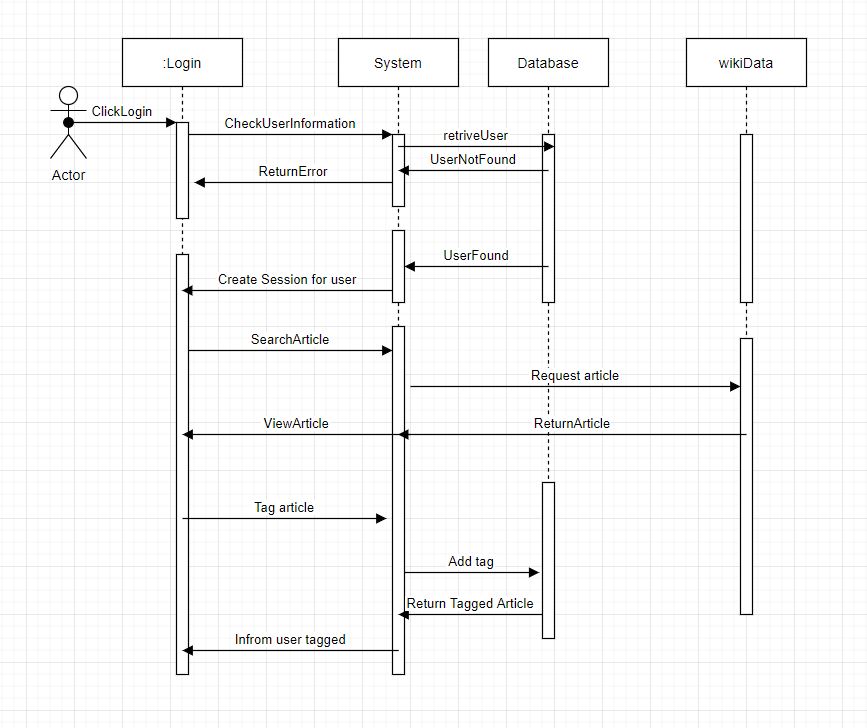 :Login
System
Database
wikiData
ClickLogin
CheckUserInformation
retriveUser
UserNotFound
ReturnError
Actor
UserFound
Create Session for user
SearchArticle
Request article
ViewArticle
ReturnArticle
Tag article
Add tag
Return Tagged Article
Infrom user tagged